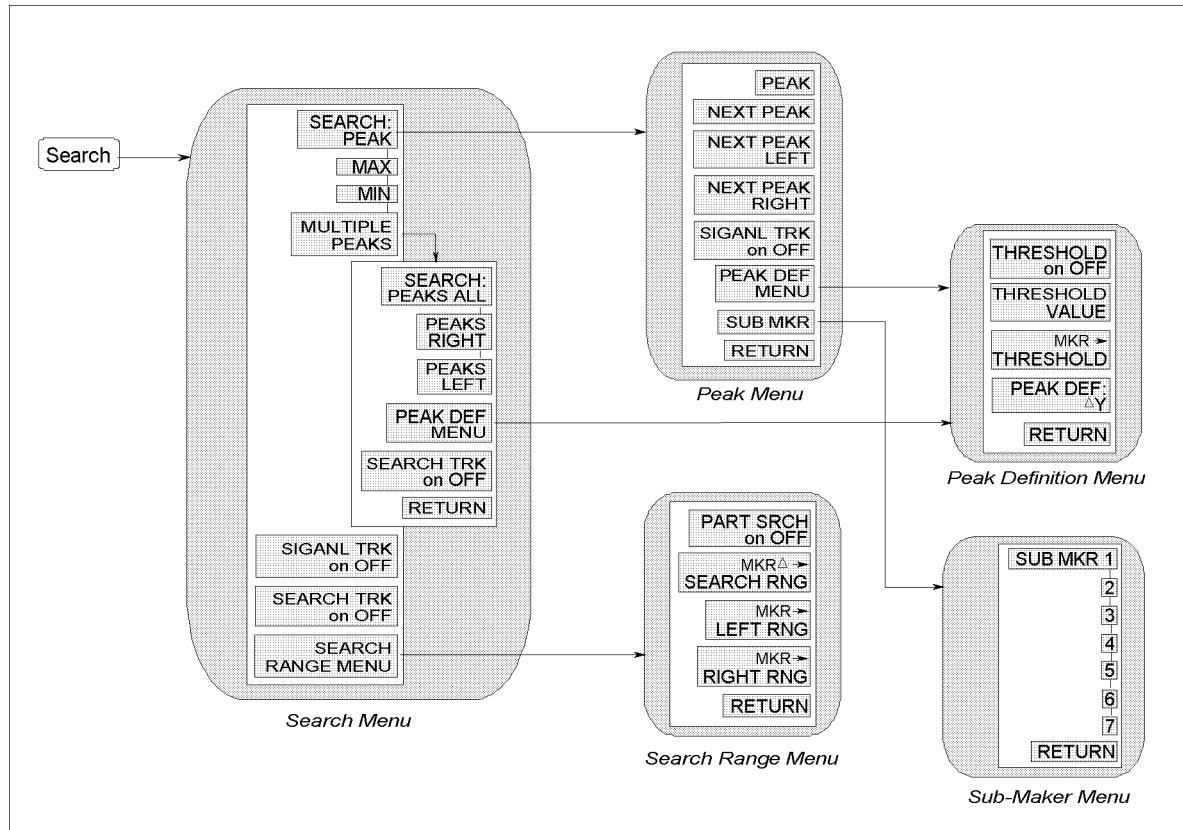 Search
SEARCH:
PEAK
MAX
MIN
MULTIPLE
PEAKS
SEARCH:
PEAKS ALL
PEAKS
RIGHT
PEAKS
LEFT
PEAK DEF
MENU
SEARCH TRK
on OFF
RETURN
SIGANL TRK
on OFF
SEARCH TRK
on OFF
SEARCH
RANGE MENU
Search Menu
PEAK
NEXT PEAK
NEXT PEAK
LEFT
NEXT PEAK
RIGHT
SIGANL TRK
on OFF
PEAK DEF
MENU
SUB MKR
RETURN
Peak Menu
PART SRCH
on OFF
MKR△→
SEARCH RNG
MKR→
LEFT RNG
MKR→
RIGHT RNG
RETURN
Search Range Menu
THRESHOLD
on OFF
THRESHOLD
VALUE
MKR→
THRESHOLD
PEAK DEF:
△Y
RETURN
Peak Definition Menu
SUB MKR 1
2
3
4
5
6
7
RETURN
Sub-Maker Menu